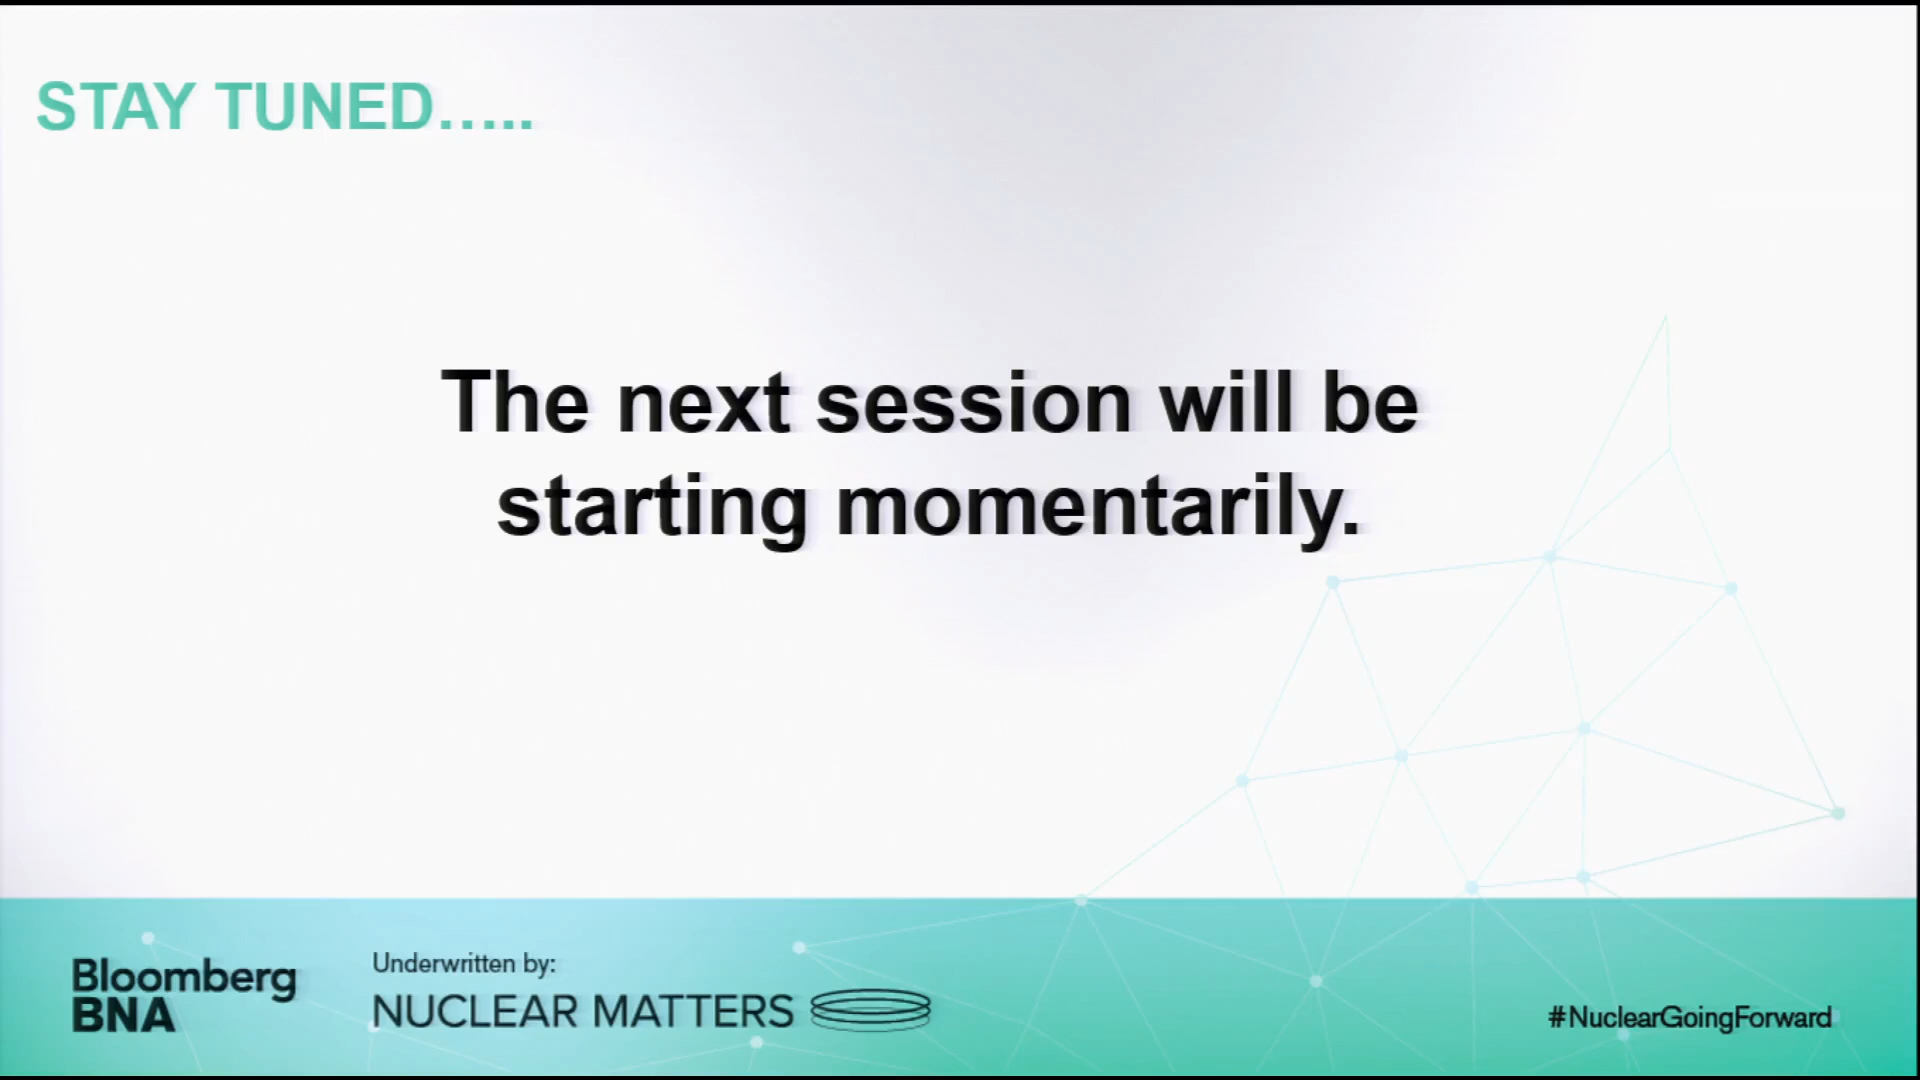 STAY TUNED…..
The next session will be
starting momentarily.
Bloomberg
BNA
Underwritten by:
NUCLEAR MATTERS
#NuclearGoingForward